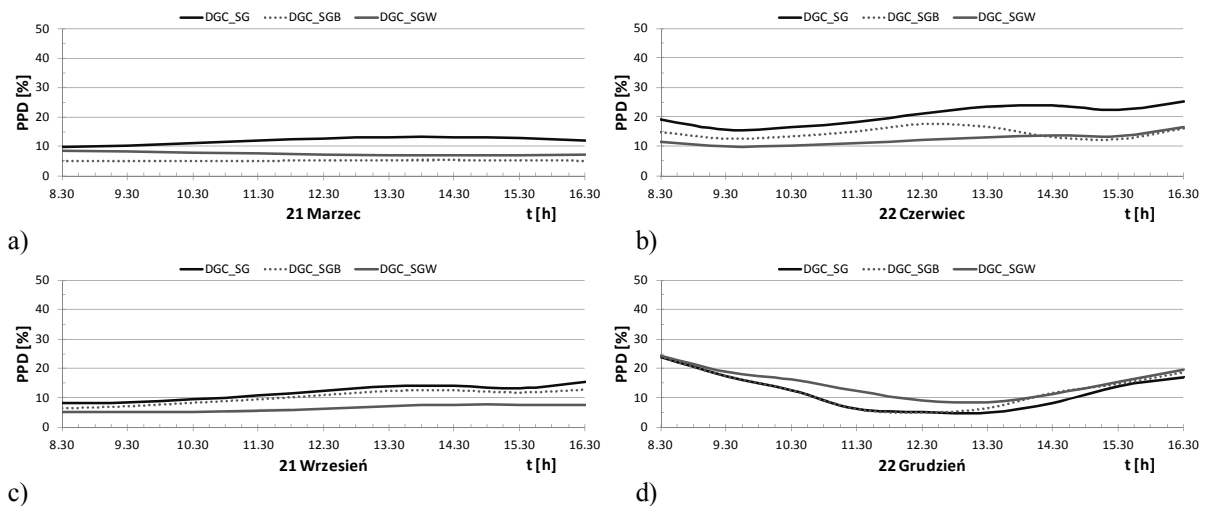 DGC_SG DGC_SGB DGC_SGW
50
40
30
20
10
0
PPD [%]
8.30 9.30 10.30 11.30 12.30 13.30 14.30 15.30 16.30
21 Marzec t [h]
a)
DGC_SG DGC_SGB DGC_SGW
50
40
30
20
10
0
PPD [%]
8.30 9.30 10.30 11.30 12.30 13.30 14.30 15.30 16.30
22 Czerwiec t [h]
b)
DGC_SG DGC_SGB DGC_SGW
50
40
30
20
10
0
PPD [%]
8.30 9.30 10.30 11.30 12.30 13.30 14.30 15.30 16.30
21 Wrzesień t [h]
c)
DGC_SG DGC_SGB DGC_SGW
50
40
30
20
10
0
PPD [%]
8.30 9.30 10.30 11.30 12.30 13.30 14.30 15.30 16.30
22 Grudzień t [h]
d)